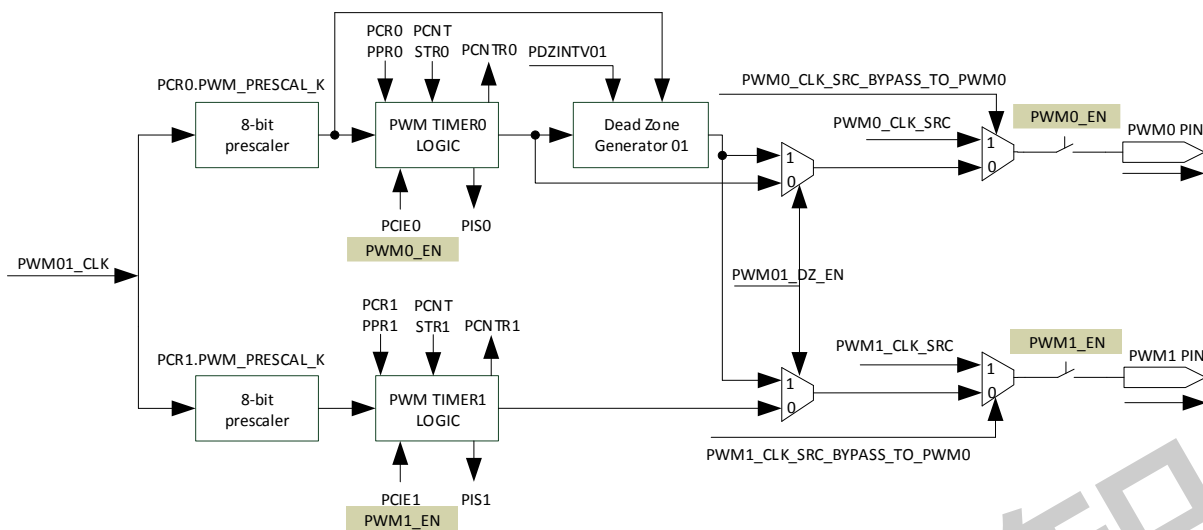 PCR0 PCNT
PPR0 STR0 PCNTR0
PDZINTV01
PCR0.PWM_PRESCAL_K
PWM0_CLK_SRC_BYPASS_TO_PWM0
8-bit
prescaler
PWM TIMER0
LOGIC
Dead Zone
Generator 01
PWM0_CLK_SRC
PWM0_EN
PWM0 PIN
1
0
1
0
PCIE0 PIS0
PWM0_EN
PWM01_CLK
PWM01_DZ_EN
PCR1 PCNT
PPR1 STR1 PCNTR1
PCR1.PWM_PRESCAL_K
8-bit
prescaler
PWM TIMER1
LOGIC
PWM1_CLK_SRC
PWM1_EN
PWM1 PIN
1
0
1
0
PWM1_CLK_SRC_BYPASS_TO_PWM0
PCIE1 PIS1
PWM1_EN